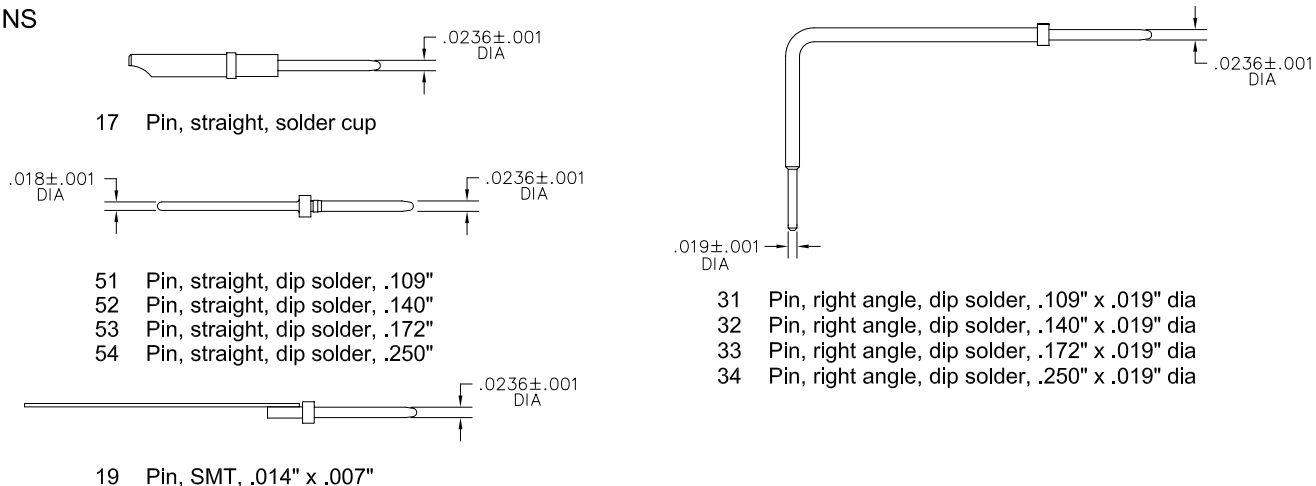 NS
.0236±.001
DIA
17 Pin, straight, solder cup
.018±.001
DIA
.0236±.001
DIA
51 Pin, straight, dip solder, .109"
52 Pin, straight, dip solder, .140"
53 Pin, straight, dip solder, .172"
54 Pin, straight, dip solder, .250"
.0236±.001
DIA
19 Pin, SMT, .014" x .007"
.0236±.001
DIA
.019±.001
DIA
31 Pin, right angle, dip solder, .109" x .019" dia
32 Pin, right angle, dip solder, .140" x .019" dia
33 Pin, right angle, dip solder, .172" x .019" dia
34 Pin, right angle, dip solder, .250" x .019" dia